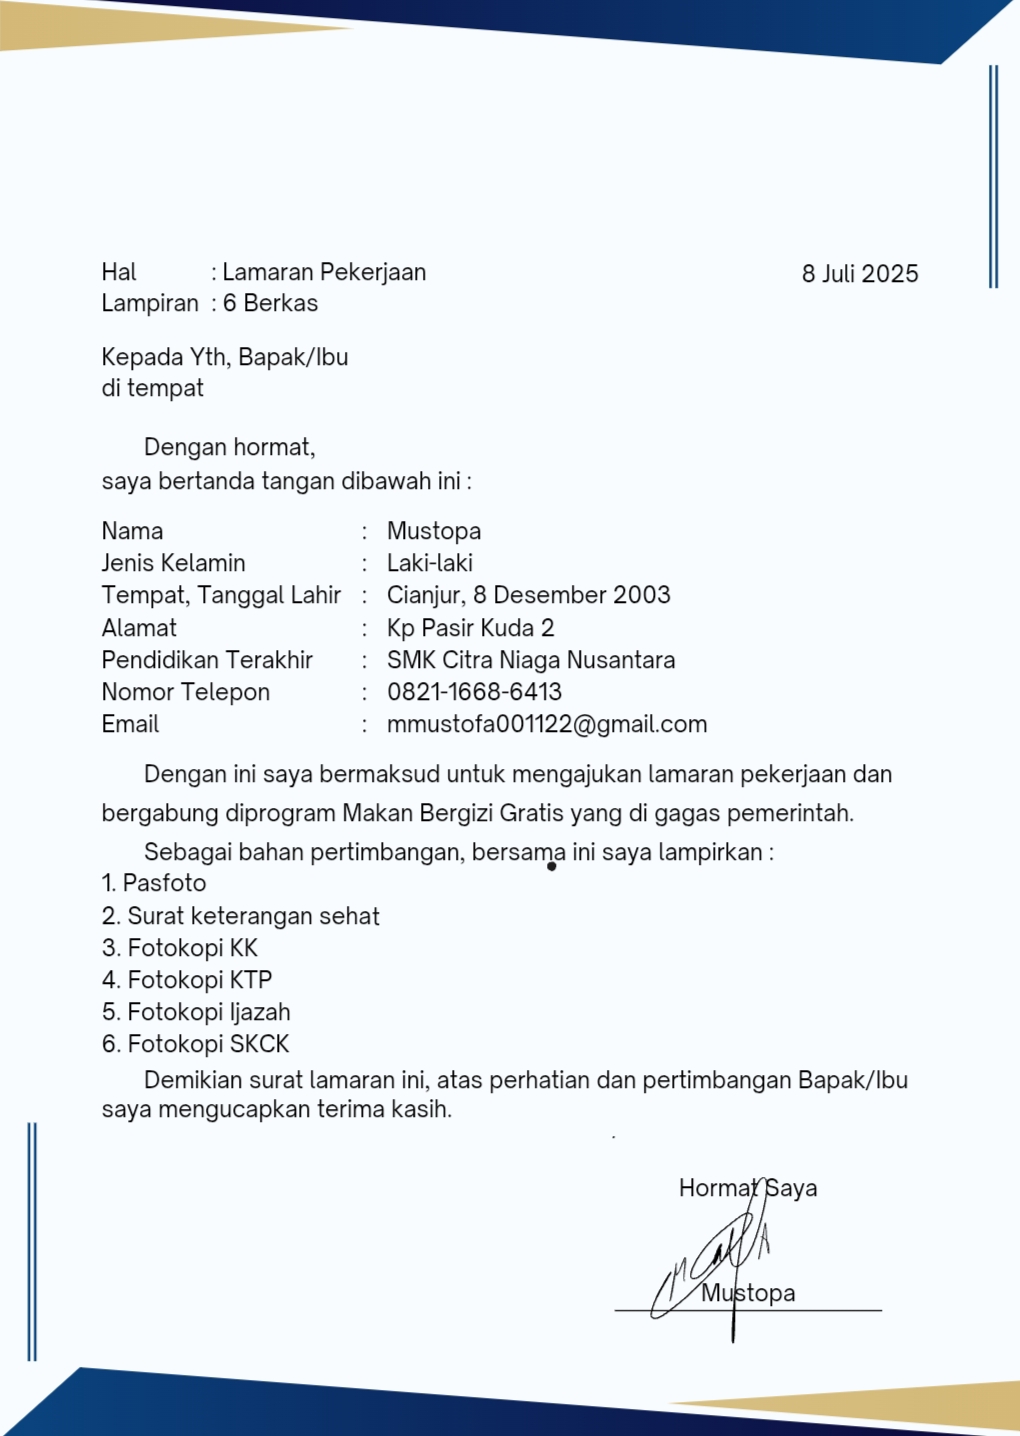 Hal : Lamaran Pekerjaan
8 Juli 2025
Lampiran : 6 Berkas
Kepada Yth, Bapak/Ibu
di tempat
Dengan hormat,
saya bertanda tangan dibawah ini :
Nama : Mustopa
Jenis Kelamin : Laki-laki
Tempat, Tanggal Lahir : Cianjur, 8 Desember 2003
Alamat : Kp Pasir Kuda 2
Pendidikan Terakhir : SMK Citra Niaga Nusantara
Nomor Telepon : 0821-1668-6413
Email : mmustofa001122@gmail.com
Dengan ini saya bermaksud untuk mengajukan lamaran pekerjaan dan
bergabung diprogram Makan Bergizi Gratis yang di gagas pemerintah.
Sebagai bahan pertimbangan, bersama ini saya lampirkan :
1. Pasfoto
2. Surat keterangan sehat
3. Fotokopi KK
4. Fotokopi KTP
5. Fotokopi Ijazah
6. Fotokopi SKCK
Demikian surat lamaran ini, atas perhatian dan pertimbangan Bapak/Ibu
saya mengucapkan terima kasih.
Hormat Saya
Mustopa